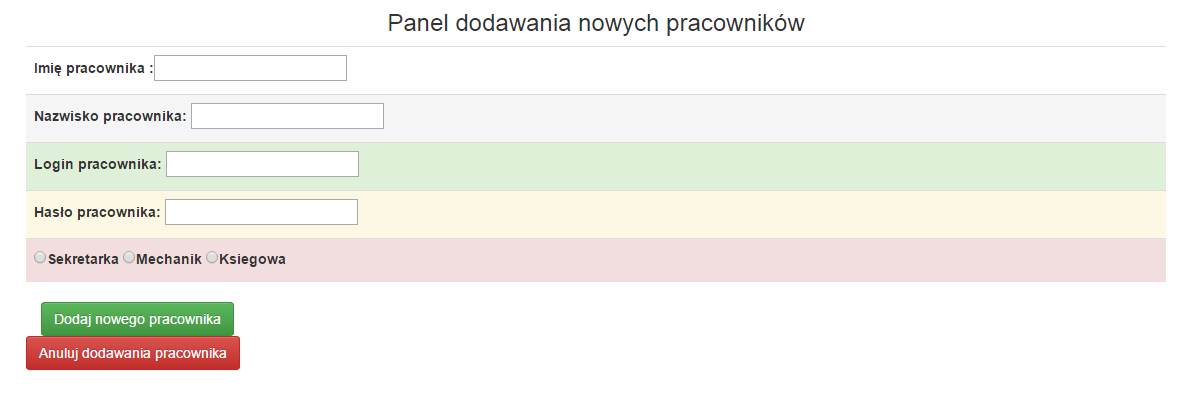 Panel dodawania nowych pracowników
Imię pracownika :
Nazwisko pracownika:
Login pracownika:
Hasło pracownika:
Sekretarka Mechanik Ksiegowa
Dodaj nowego pracownika
Anuluj dodawania pracownika